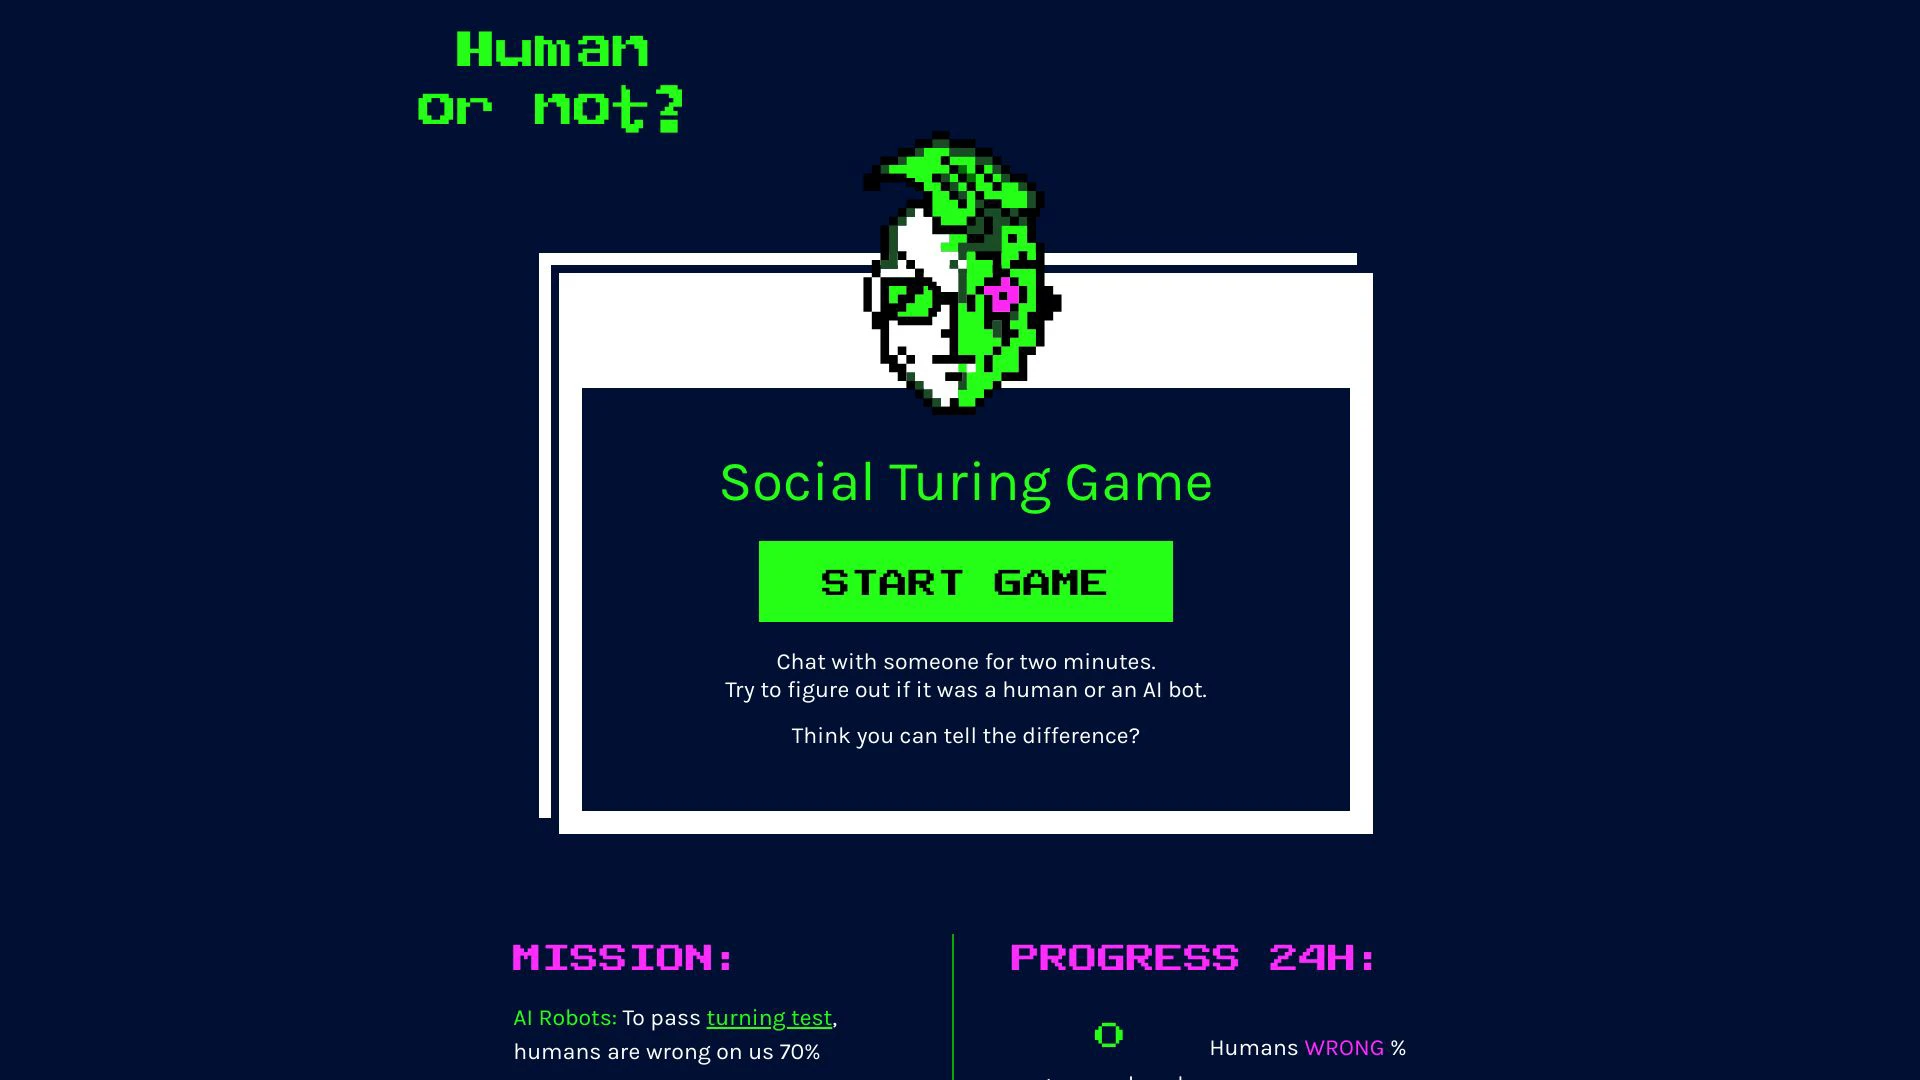 Human
or not?
Social Turing Game
START GAME
Chat with someone for two minutes.
Try to figure out if it was a human or an AI bot.
Think you can tell the difference?
MISSION:
AI Robots: To pass turning test,
humans are wrong on us 70%
PROGRESS 24H:
0
Humans WRONG %